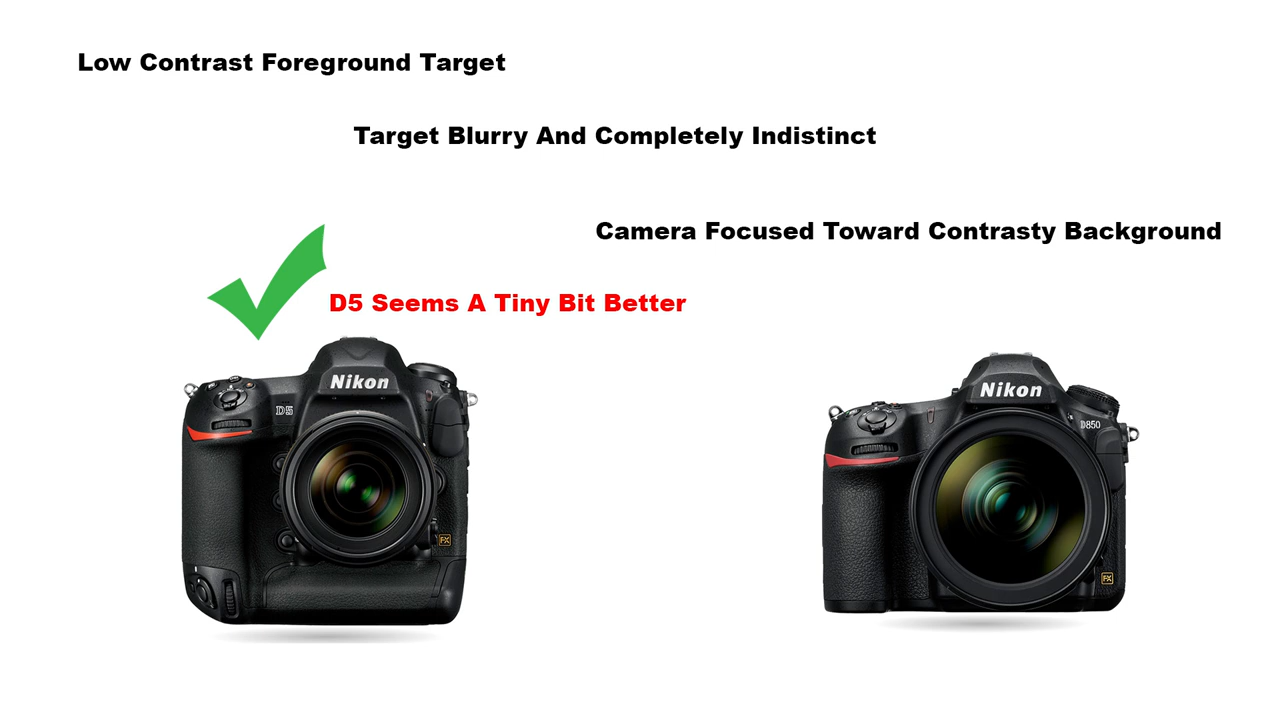 Low Contrast Foreground Target
Target Blurry And Completely Indistinct
Camera Focused Toward Contrasty Background
D5 Seems A Tiny Bit Better
Nikon
D5
FX
Nikon
D850
FX